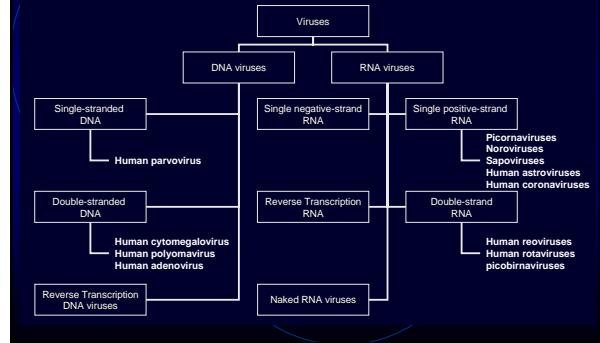 Viruses
DNA viruses
RNA viruses
Single-stranded
DNA
Single negative-strand
RNA
Single positive-strand
RNA
Human parvovirus
Picornaviruses
Noroviruses
Sapoviruses
Human astroviruses
Human coronaviruses
Double-stranded
DNA
Reverse Transcription
RNA
Double-strand
RNA
Human cytomegalovirus
Human polyomavirus
Human adenovirus
Human reoviruses
Human rotaviruses
picobirnaviruses
Reverse Transcription
DNA viruses
Naked RNA viruses